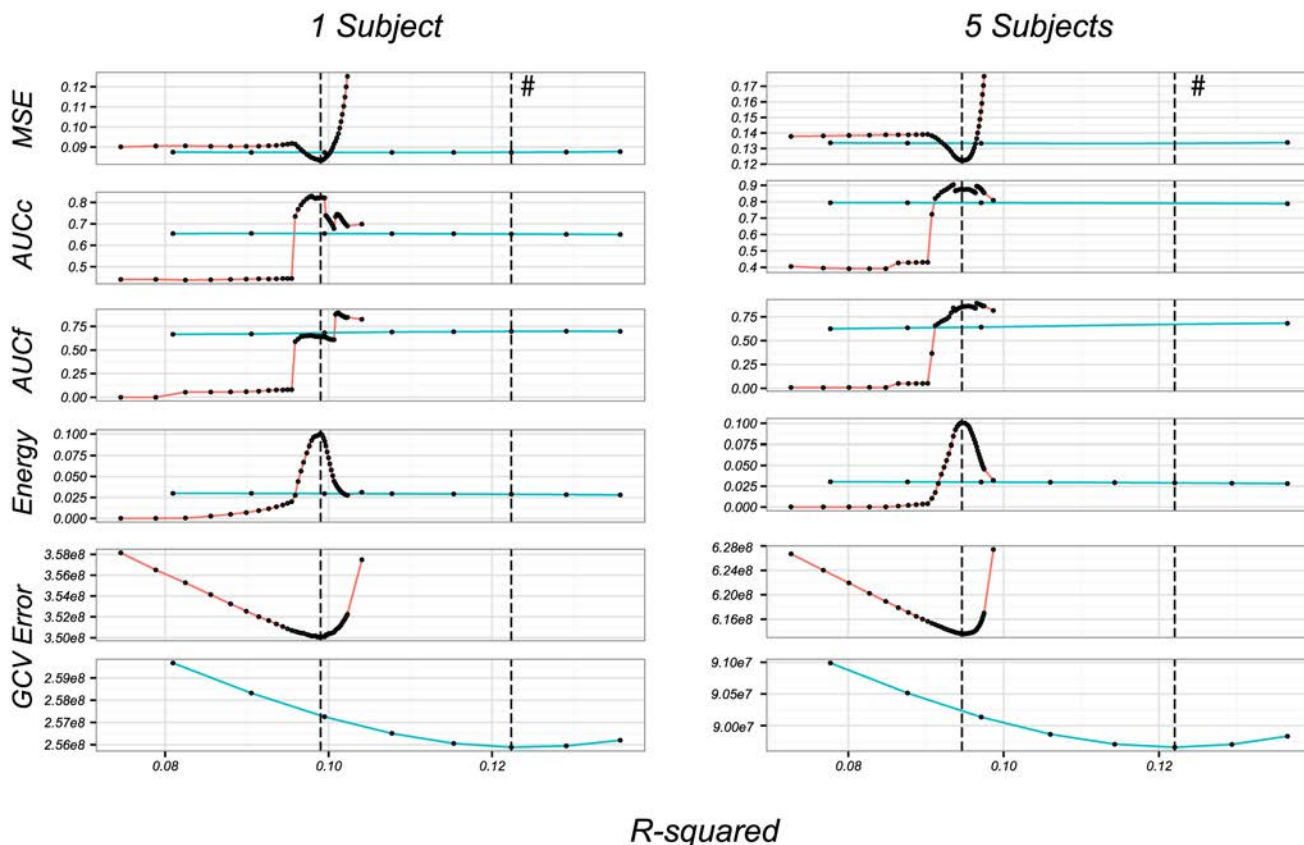 1 Subject
5 Subjects
MSE
0.12
0.11
0.10
0.09
#
0.17
0.16
0.15
0.14
0.13
0.12
#
AUCc
0.8
0.7
0.6
0.5
0.9
0.8
0.7
0.6
0.5
0.4
AUCf
0.75
0.50
0.25
0.00
0.75
0.50
0.25
0.00
Energy
0.100
0.075
0.050
0.025
0.000
0.100
0.075
0.050
0.025
0.000
GCV Error
3.58e8
3.56e8
3.54e8
3.52e8
3.50e8
6.28e8
6.24e8
6.20e8
6.16e8
2.59e8
2.58e8
2.57e8
2.56e8
9.10e7
9.05e7
9.00e7
0.08 0.10 0.12
0.08 0.10 0.12
R-squared